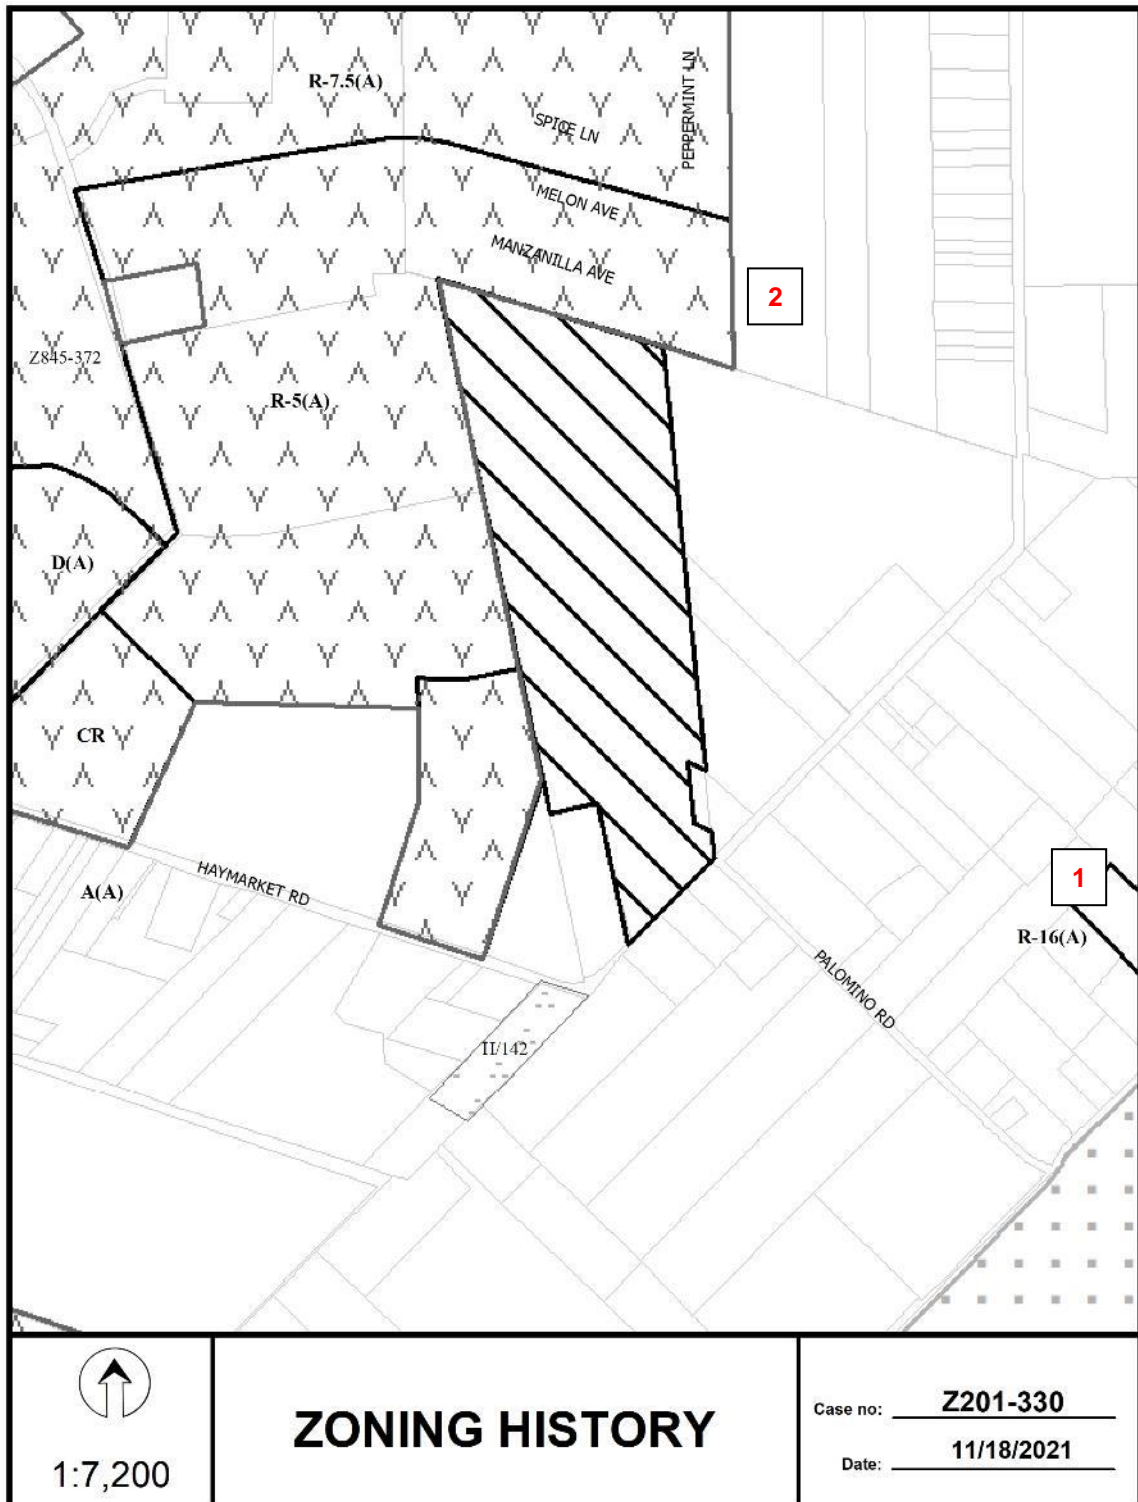 R-7.5(A)
SPICE LN
PEPPERMINT LN
MELON AVE
MANZANILLA AVE
2
Z845-372
R-5(A)
D(A)
CR
HAYMARKET RD
A(A)
1
R-16(A)
PALOMINO RD
II/142
1:7,200
ZONING HISTORY
Case no: Z201-330
Date: 11/18/2021